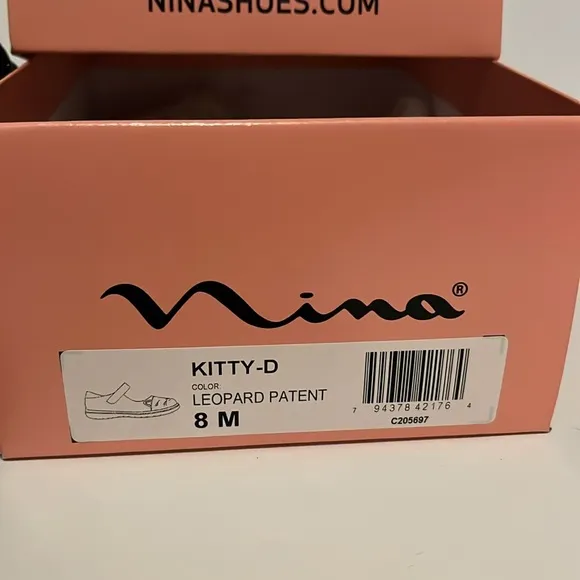 NINASHOES.COM
Nina®
KITTY-D
COLOR:
LEOPARD PATENT
8 M
7 94378 42176 4
C205697